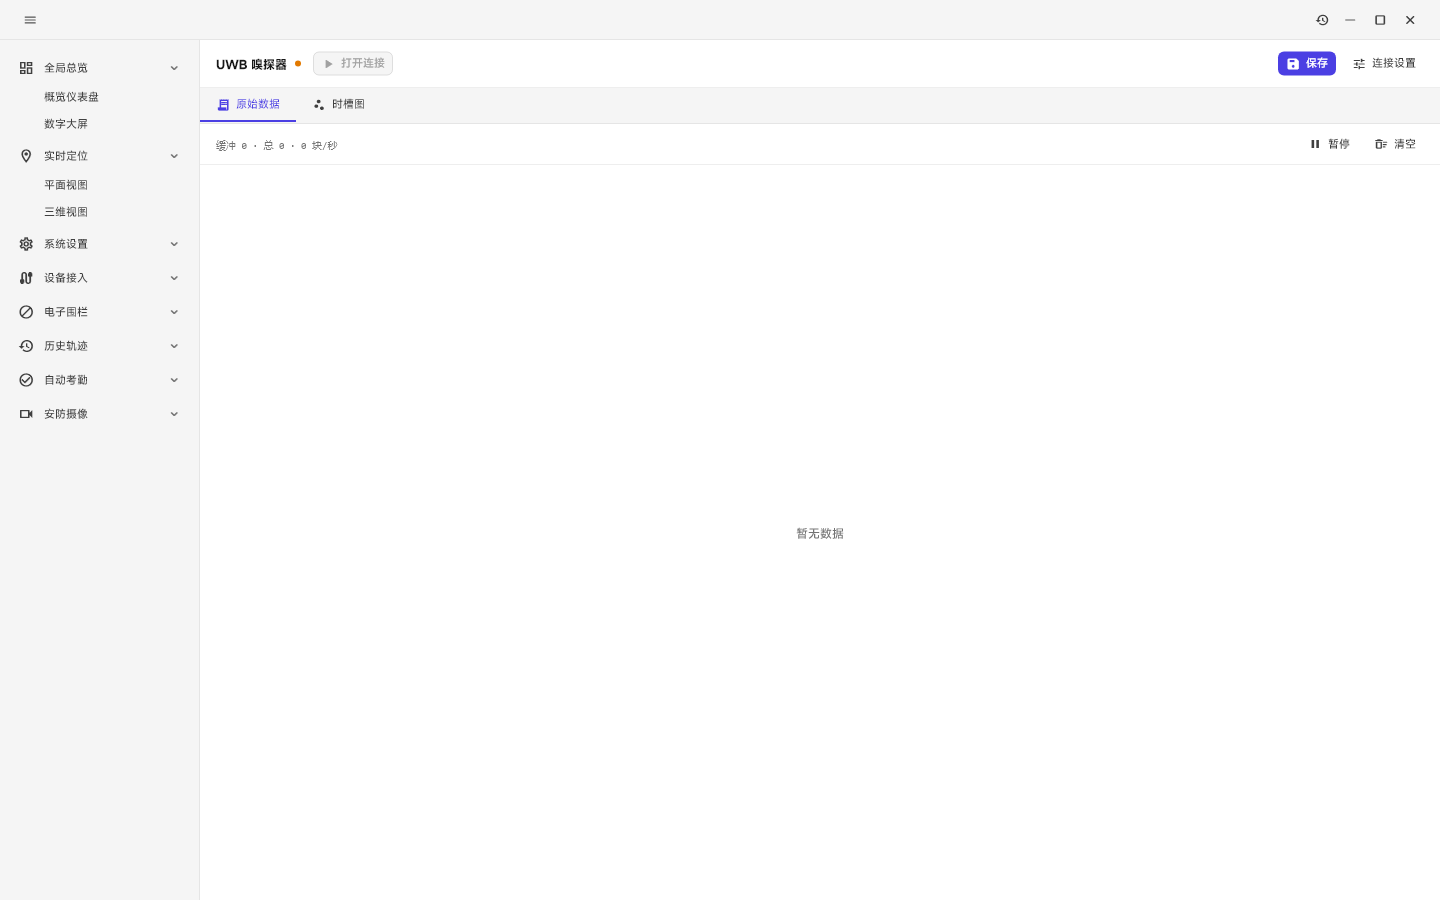 全局总览
概览仪表盘
数字大屏
实时定位
平面视图
三维视图
系统设置
设备接入
电子围栏
历史轨迹
自动考勤
安防摄像
UWB 嗅探器
打开连接
保存
连接设置
原始数据
时槽图
缓冲 0 · 总 0 · 0 块/秒
暂停
清空
暂无数据